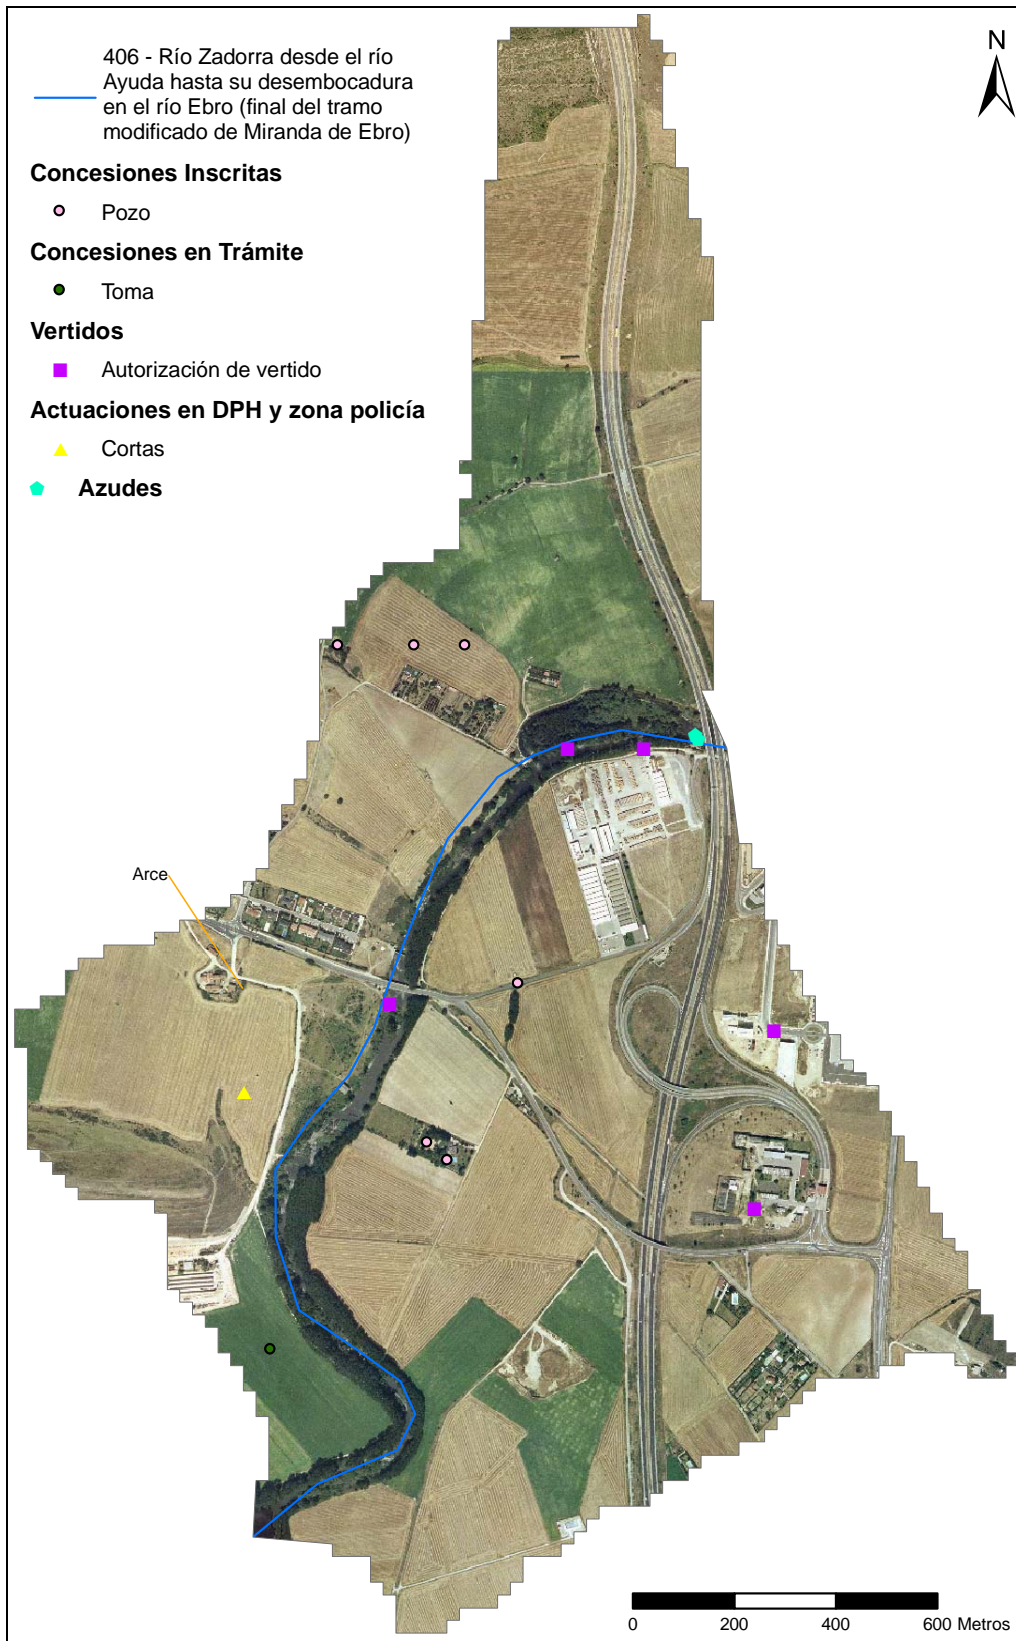 406 - Río Zadorra desde el río
Ayuda hasta su desembocadura
en el río Ebro (final del tramo
modificado de Miranda de Ebro)
Concesiones Inscritas
Pozo
Concesiones en Trámite
Toma
Vertidos
Autorización de vertido
Actuaciones en DPH y zona policía
Cortas
Azudes
N
Arce
0 200 400 600 Metros